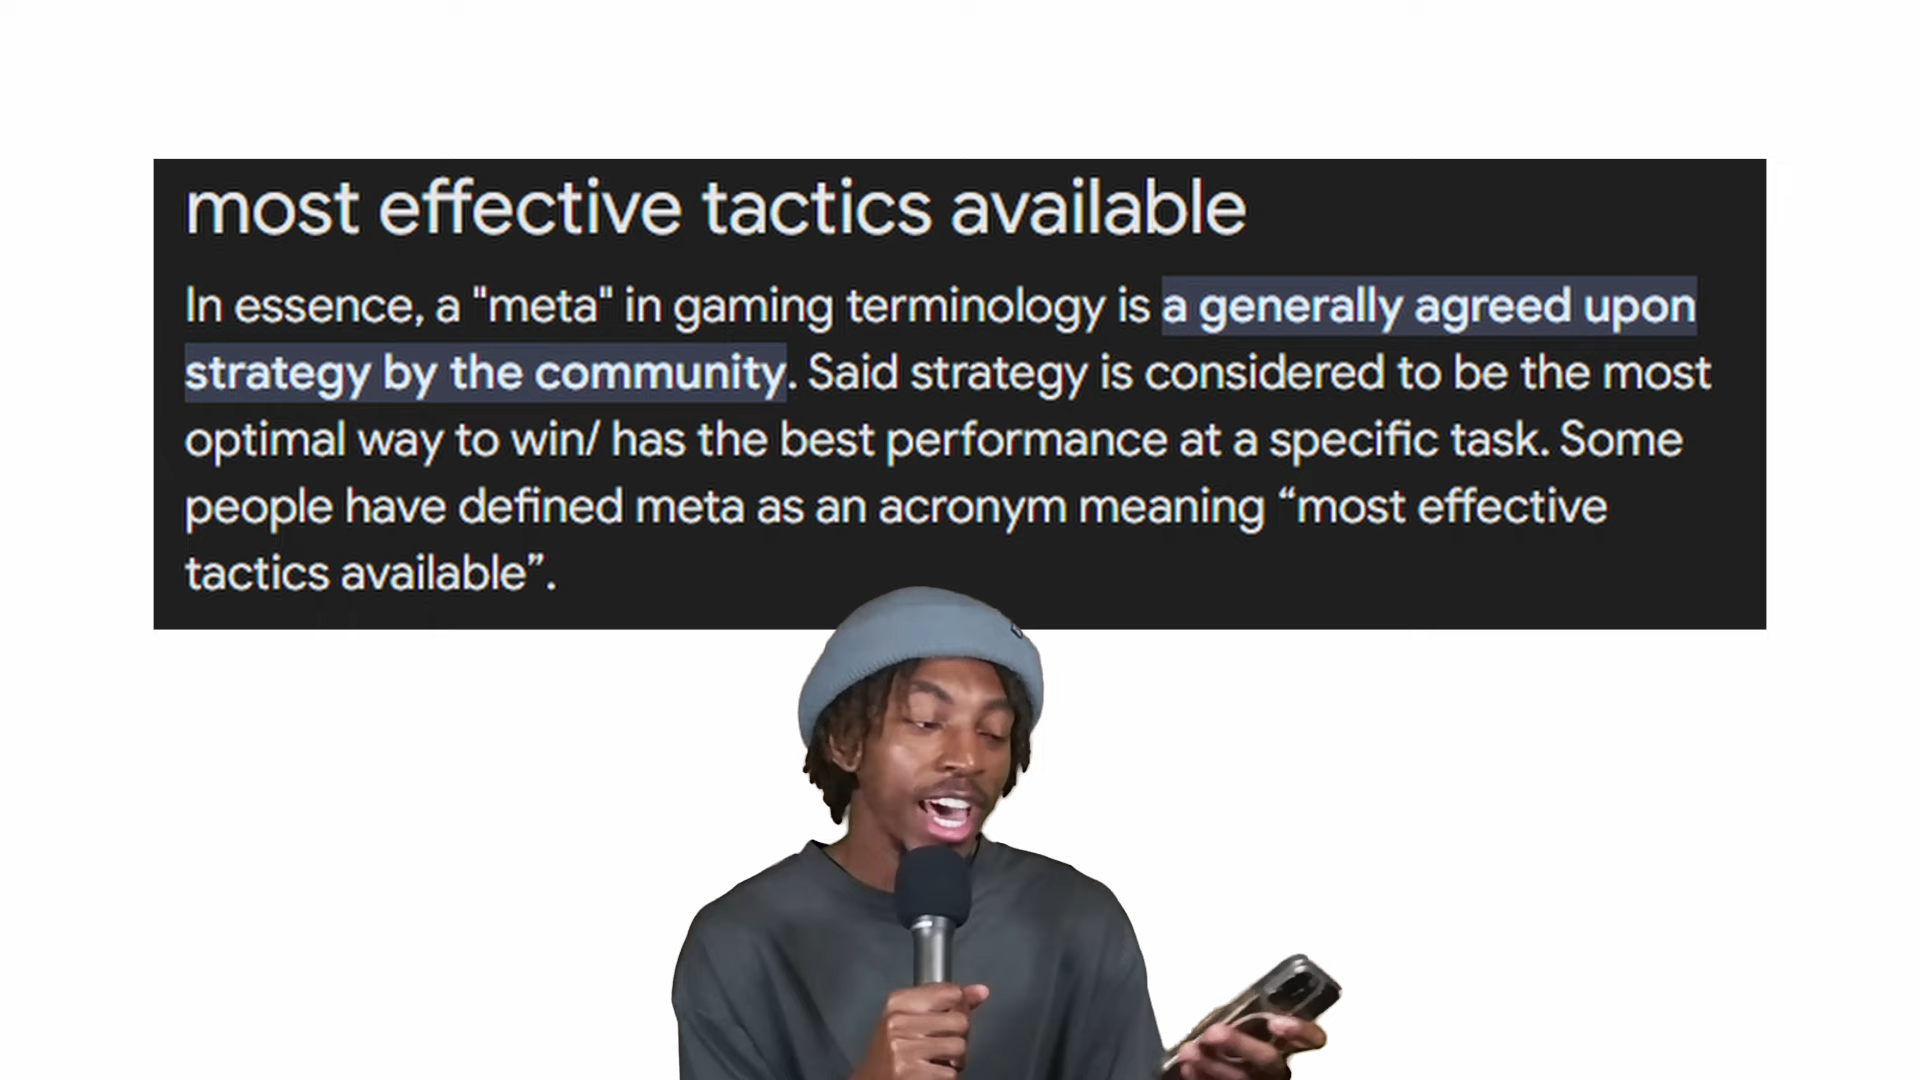 most effective tactics available
In essence, a "meta" in gaming terminology is a generally agreed upon
strategy by the community. Said strategy is considered to be the most
optimal way to win/ has the best performance at a specific task. Some
people have defined meta as an acronym meaning “most effective
tactics available”.